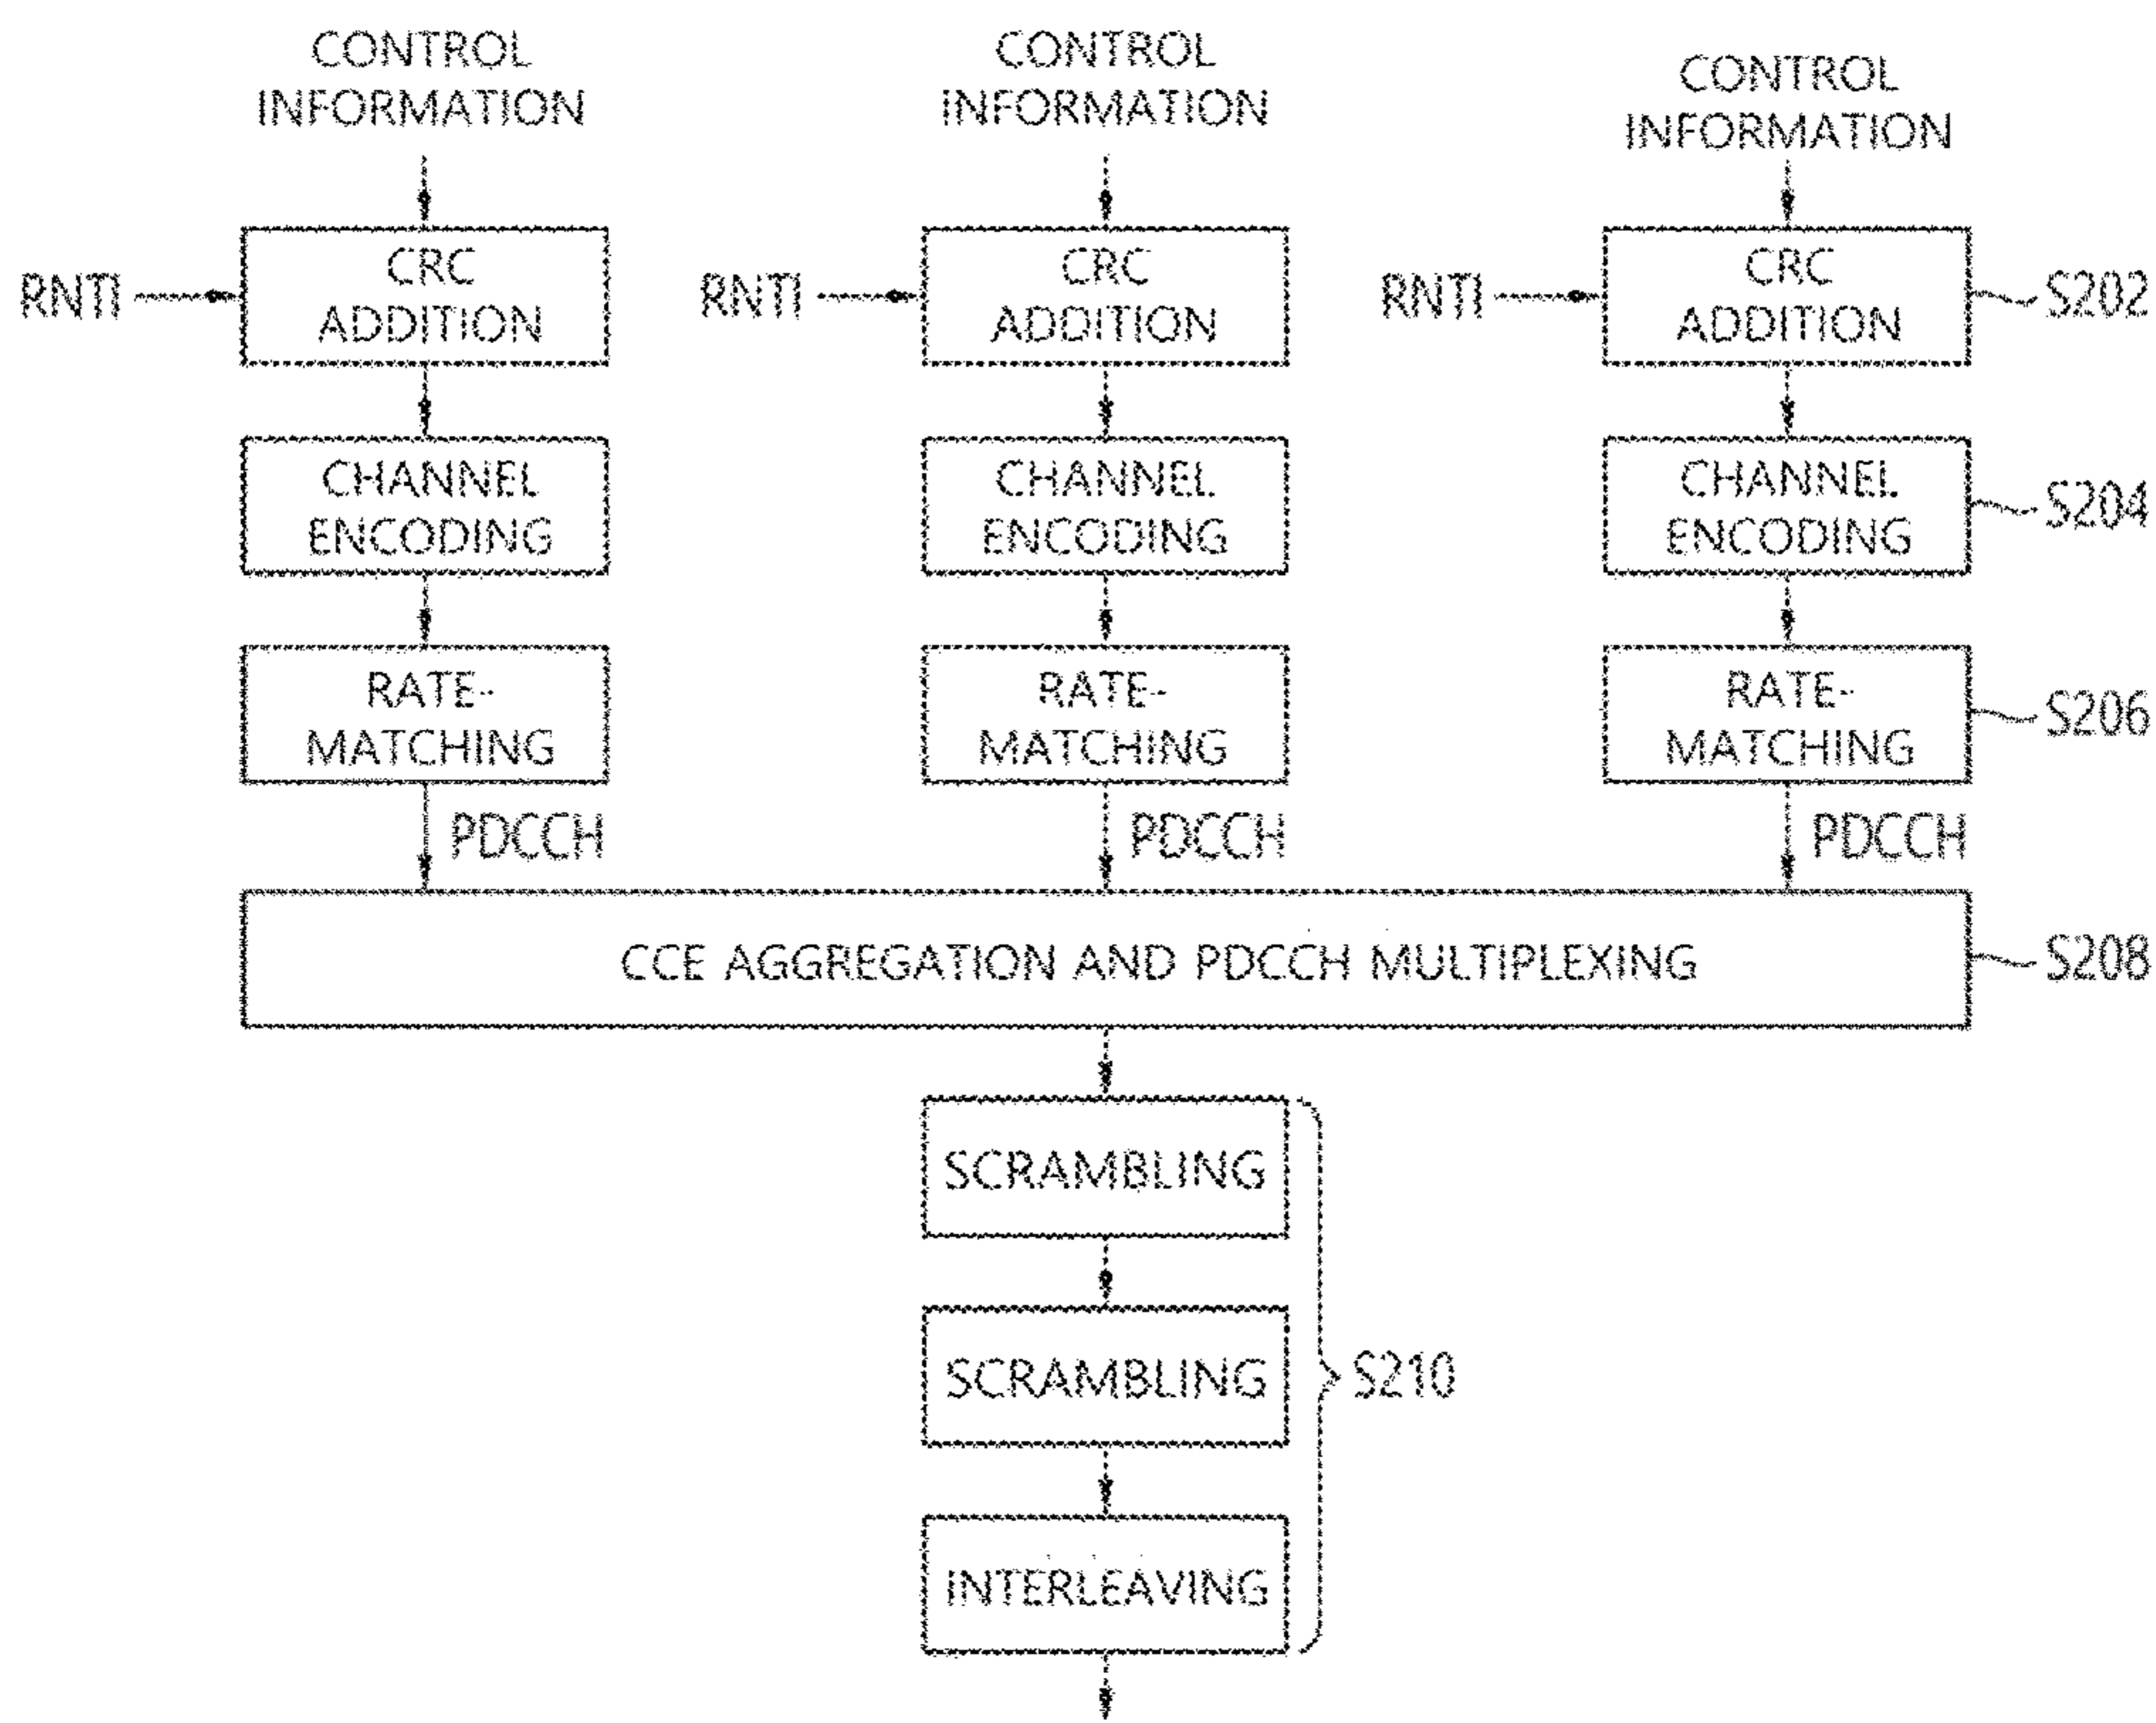 CONTROL
INFORMATION
CONTROL
INFORMATION
CONTROL
INFORMATION
RNTI
CRC
ADDITION
RNTI
CRC
ADDITION
RNTI
CRC
ADDITION
S202
CHANNEL
ENCODING
CHANNEL
ENCODING
CHANNEL
ENCODING
S204
RATE-
MATCHING
RATE-
MATCHING
RATE-
MATCHING
S206
PDCCH
PDCCH
PDCCH
CCE AGGREGATION AND PDCCH MULTIPLEXING
S208
SCRAMBLING
SCRAMBLING
S210
INTERLEAVING